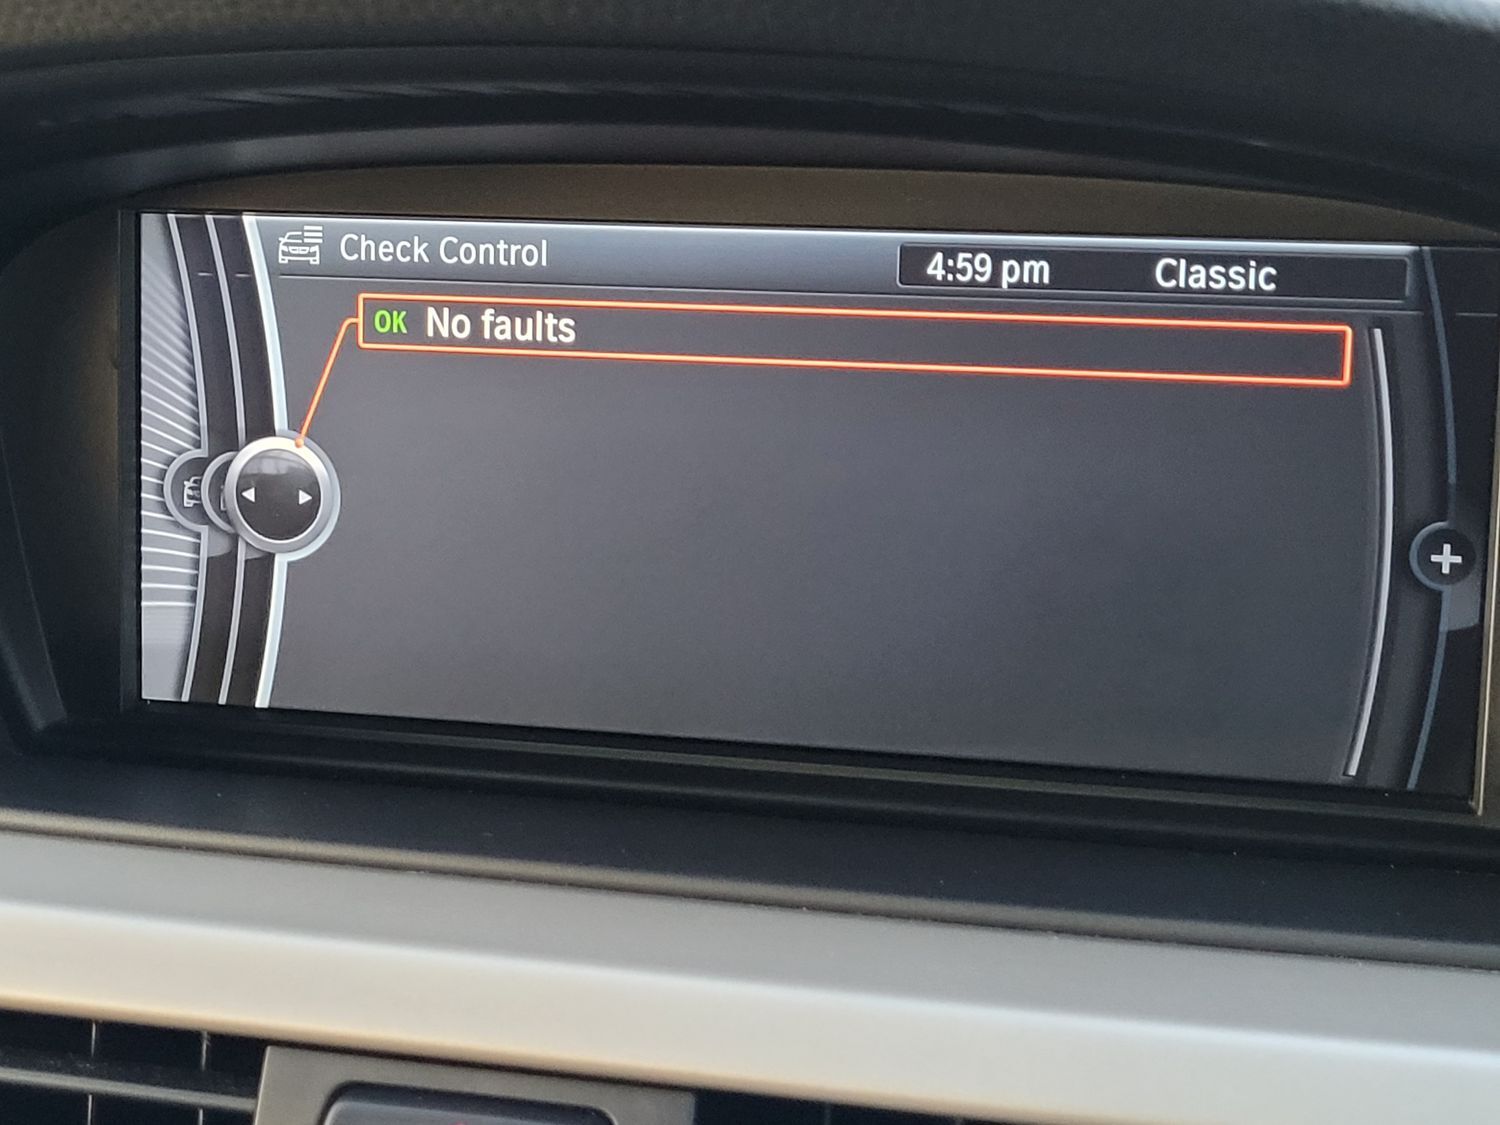 Check Control
4:59 pm
Classic
OK No faults